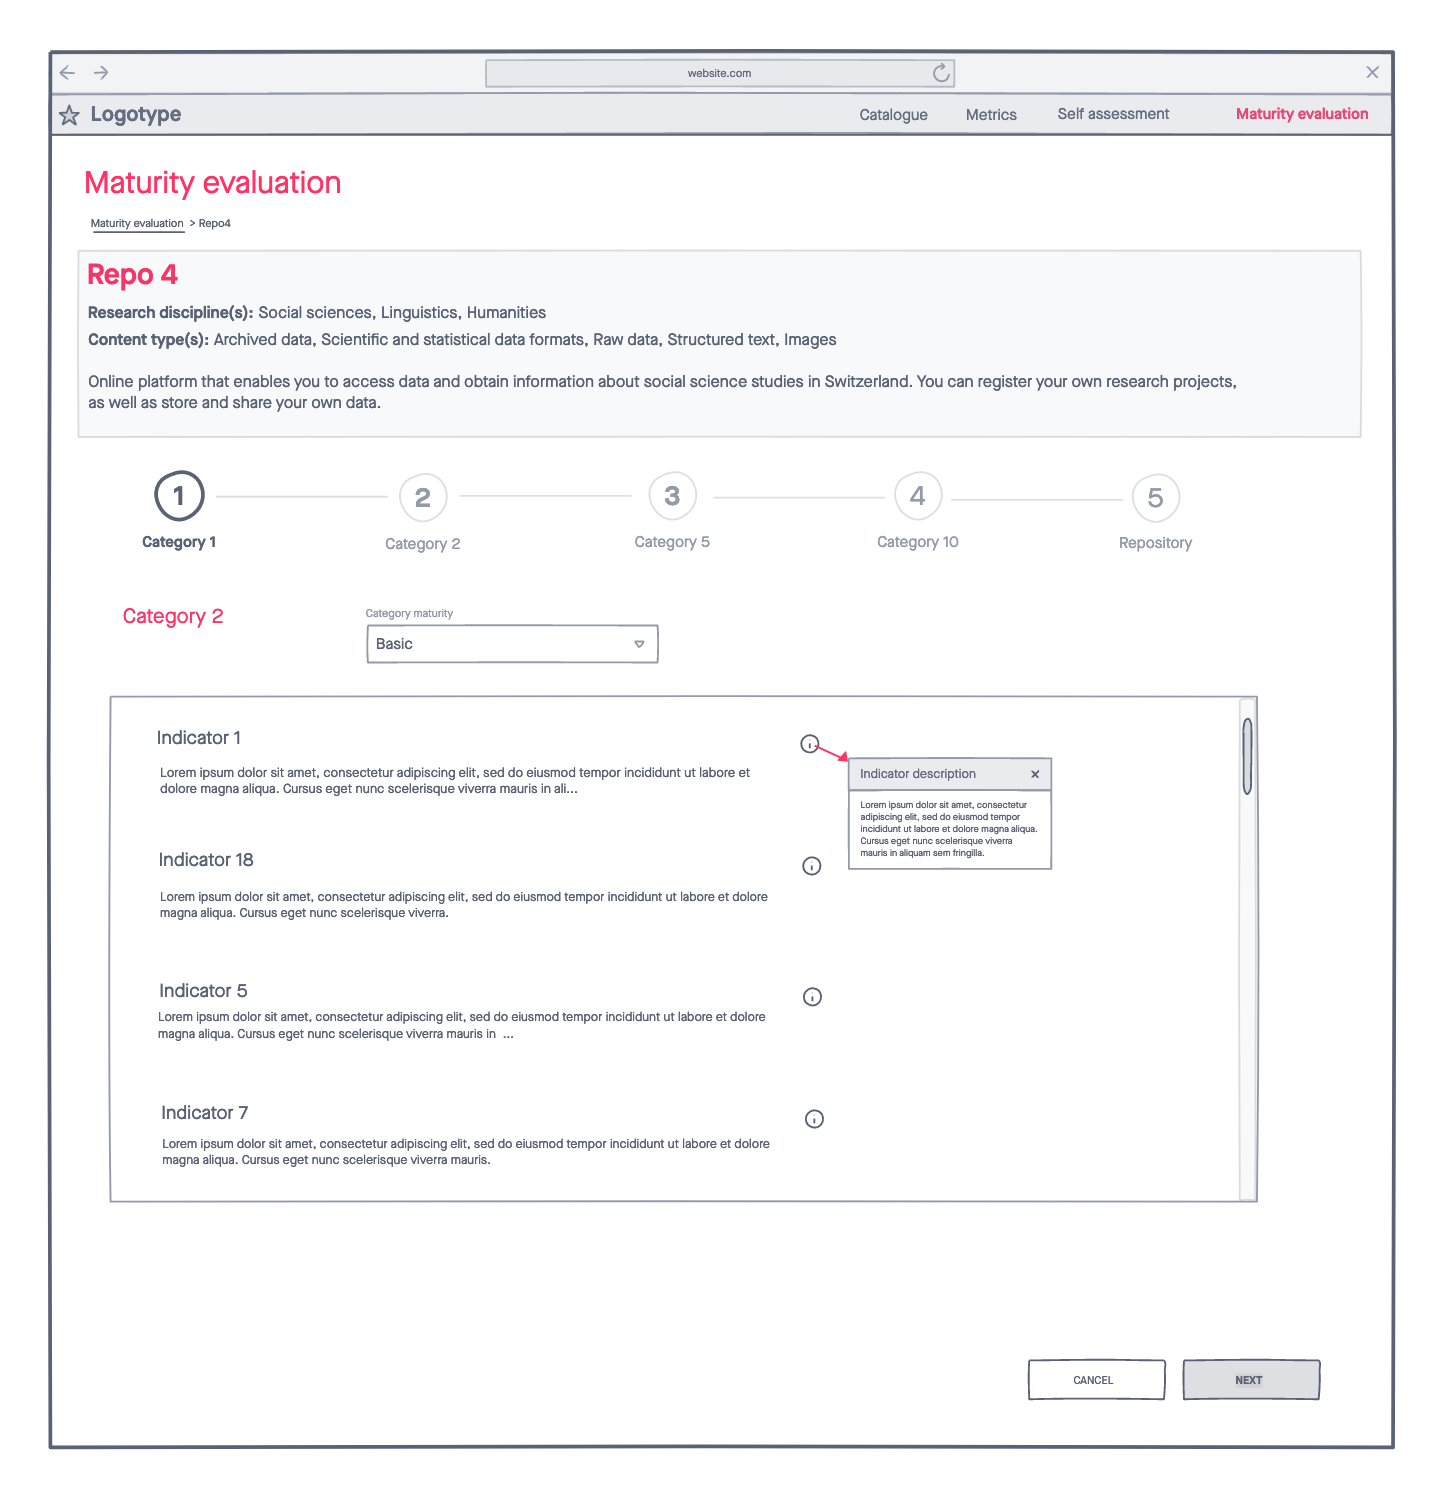 website.com
Logotype
Catalogue
Metrics
Self assessment
Maturity evaluation
Maturity evaluation
Maturity evaluation > Repo4
Repo 4
Research discipline(s): Social sciences, Linguistics, Humanities
Content type(s): Archived data, Scientific and statistical data formats, Raw data, Structured text, Images
Online platform that enables you to access data and obtain information about social science studies in Switzerland. You can register your own research projects,
as well as store and share your own data.
1
2
3
4
5
Category 1
Category 2
Category 5
Category 10
Repository
Category 2
Category maturity
Basic
Indicator 1
Lorem ipsum dolor sit amet, consectetur adipiscing elit, sed do eiusmod tempor incididunt ut labore et
dolore magna aliqua. Cursus eget nunc scelerisque viverra mauris in ali...
Indicator description
Lorem ipsum dolor sit amet, consectetur
adipiscing elit, sed do eiusmod tempor
incididunt ut labore et dolore magna aliqua.
Cursus eget nunc scelerisque viverra
mauris in aliquam sem fringilla.
Indicator 18
Lorem ipsum dolor sit amet, consectetur adipiscing elit, sed do eiusmod tempor incididunt ut labore et dolore
magna aliqua. Cursus eget nunc scelerisque viverra.
Indicator 5
Lorem ipsum dolor sit amet, consectetur adipiscing elit, sed do eiusmod tempor incididunt ut labore et dolore
magna aliqua. Cursus eget nunc scelerisque viverra mauris in ...
Indicator 7
Lorem ipsum dolor sit amet, consectetur adipiscing elit, sed do eiusmod tempor incididunt ut labore et dolore
magna aliqua. Cursus eget nunc scelerisque viverra mauris.
CANCEL
NEXT